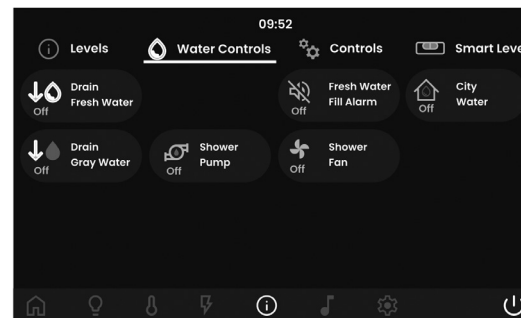 09:52
Levels
Water Controls
Controls
Smart Leve
Drain
Fresh Water
Off
Fresh Water
Fill Alarm
Off
City
Water
Off
Drain
Gray Water
Off
Shower
Pump
Off
Shower
Fan
Off